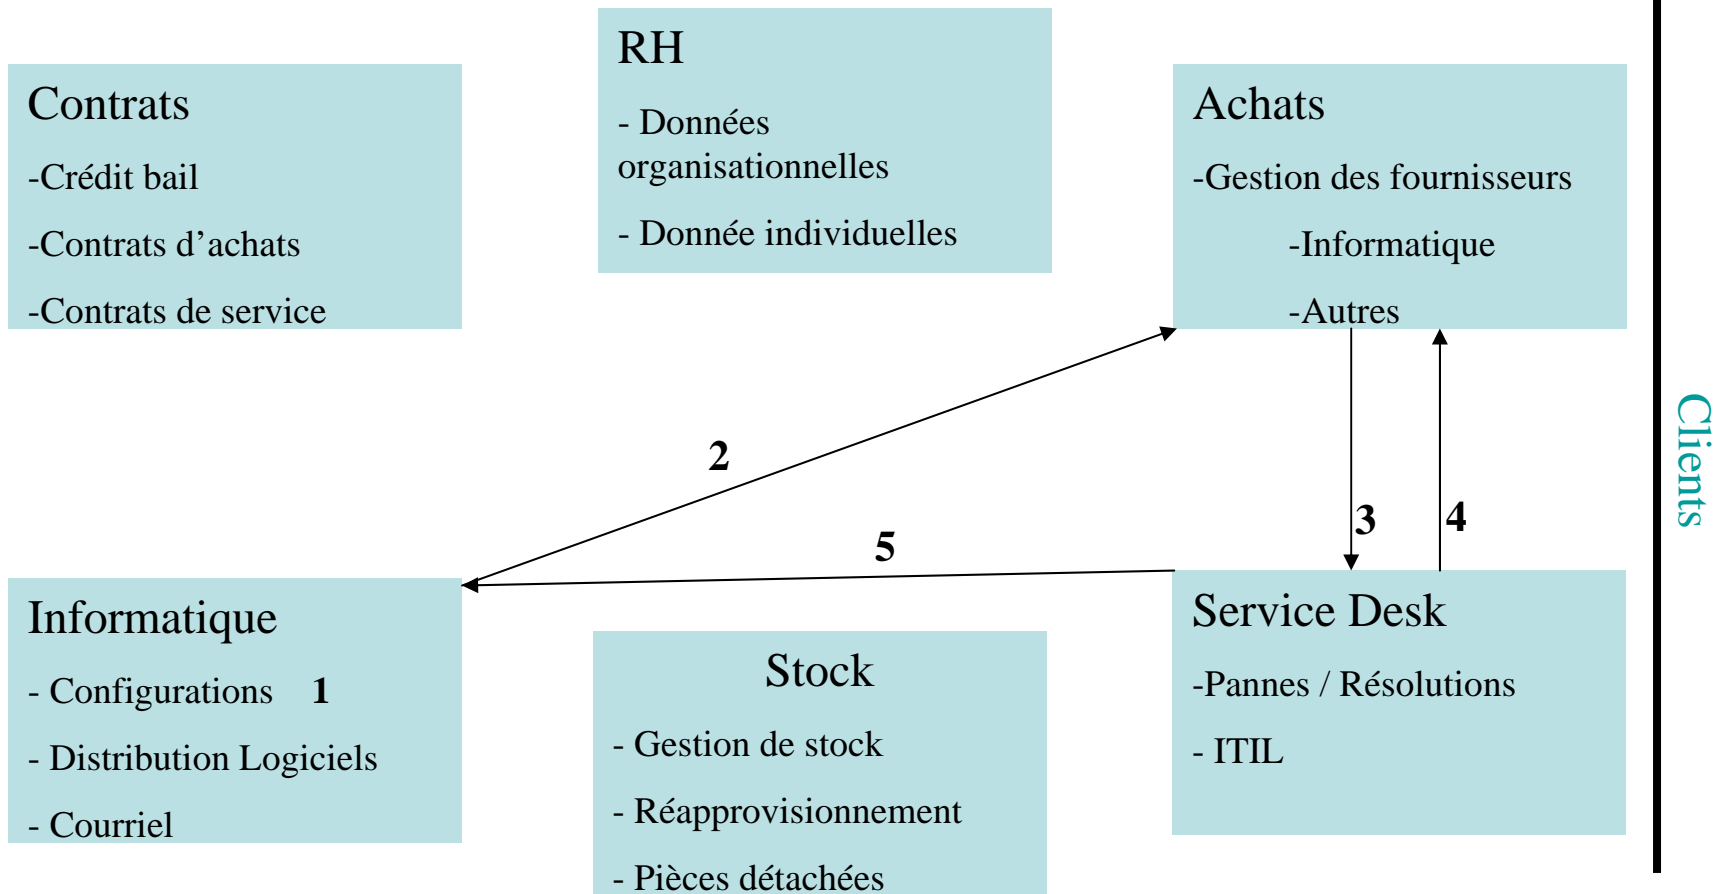 Contrats
-Crédit bail
-Contrats d’achats
-Contrats de service
RH
- Données
organisationnelles
- Donnée individuelles
Achats
-Gestion des fournisseurs
-Informatique
-Autres
Clients
2
3
4
5
Informatique
- Configurations 1
- Distribution Logiciels
- Courriel
Stock
- Gestion de stock
- Réapprovisionnement
- Pièces détachées
Service Desk
-Pannes / Résolutions
- ITIL